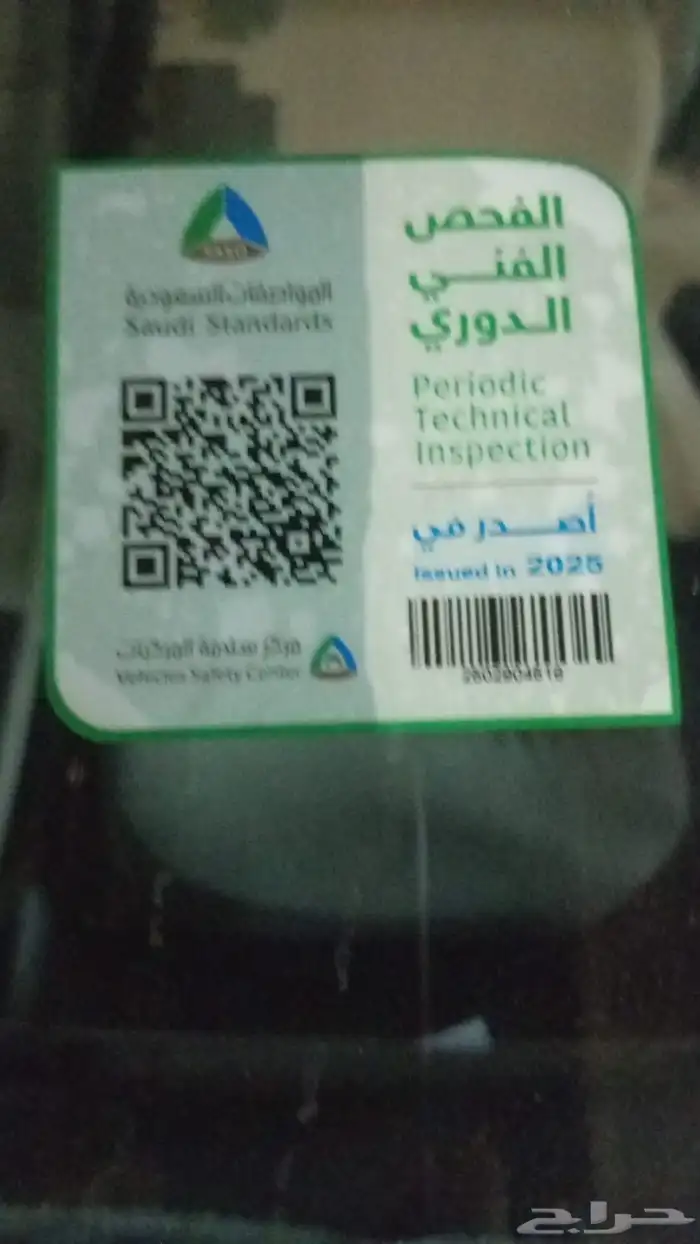 الفحص
الفني
الدوري
Periodic
Technical
Inspection
أصدر في
Issued in 2025
SASO
المواصفات السعودية
Saudi Standards
مركز سلامة المركبات
Vehicles Safety Center
حراج